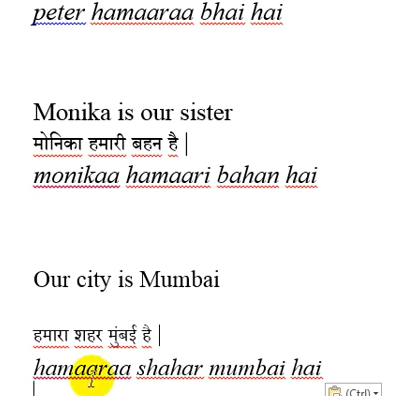 peter hamaaraa bhai hai
Monika is our sister
मोनिका हमारी बहन है |
monikaa hamaari bahan hai
Our city is Mumbai
हमारा शहर मुंबई है |
hamaaraa shahar mumbai hai
(Ctrl)